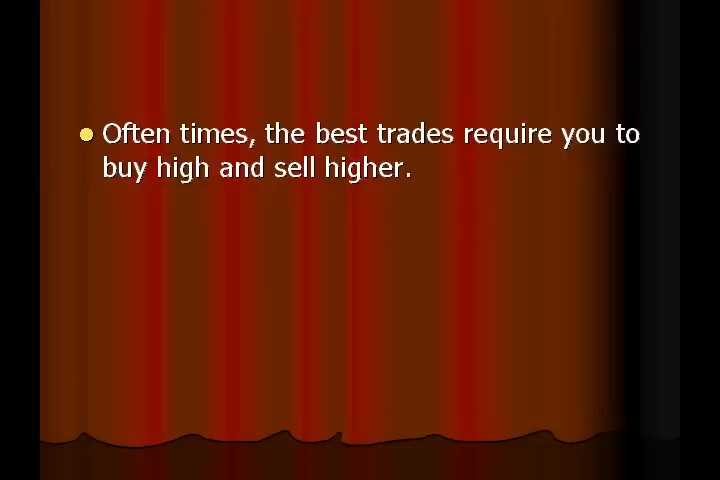 Often times, the best trades require you to
buy high and sell higher.